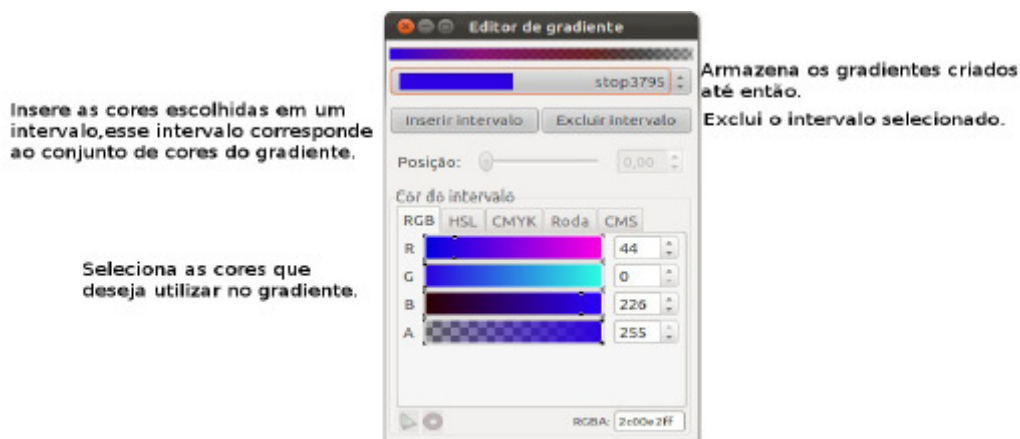 Editor de gradiente
stop3795
Armazena os gradientes criados
até então.
Insere as cores escolhidas em um
intervalo,esse intervalo corresponde
ao conjunto de cores do gradiente.
Inserir intervalo Excluir intervalo
Exclui o intervalo selecionado.
Posição: 0,00
Cor do intervalo
RGB HSL CMYK Roda CMS
R 44
G 0
Seleciona as cores que
deseja utilizar no gradiente.
B 226
A 255
RGBA: 2c00e2ff